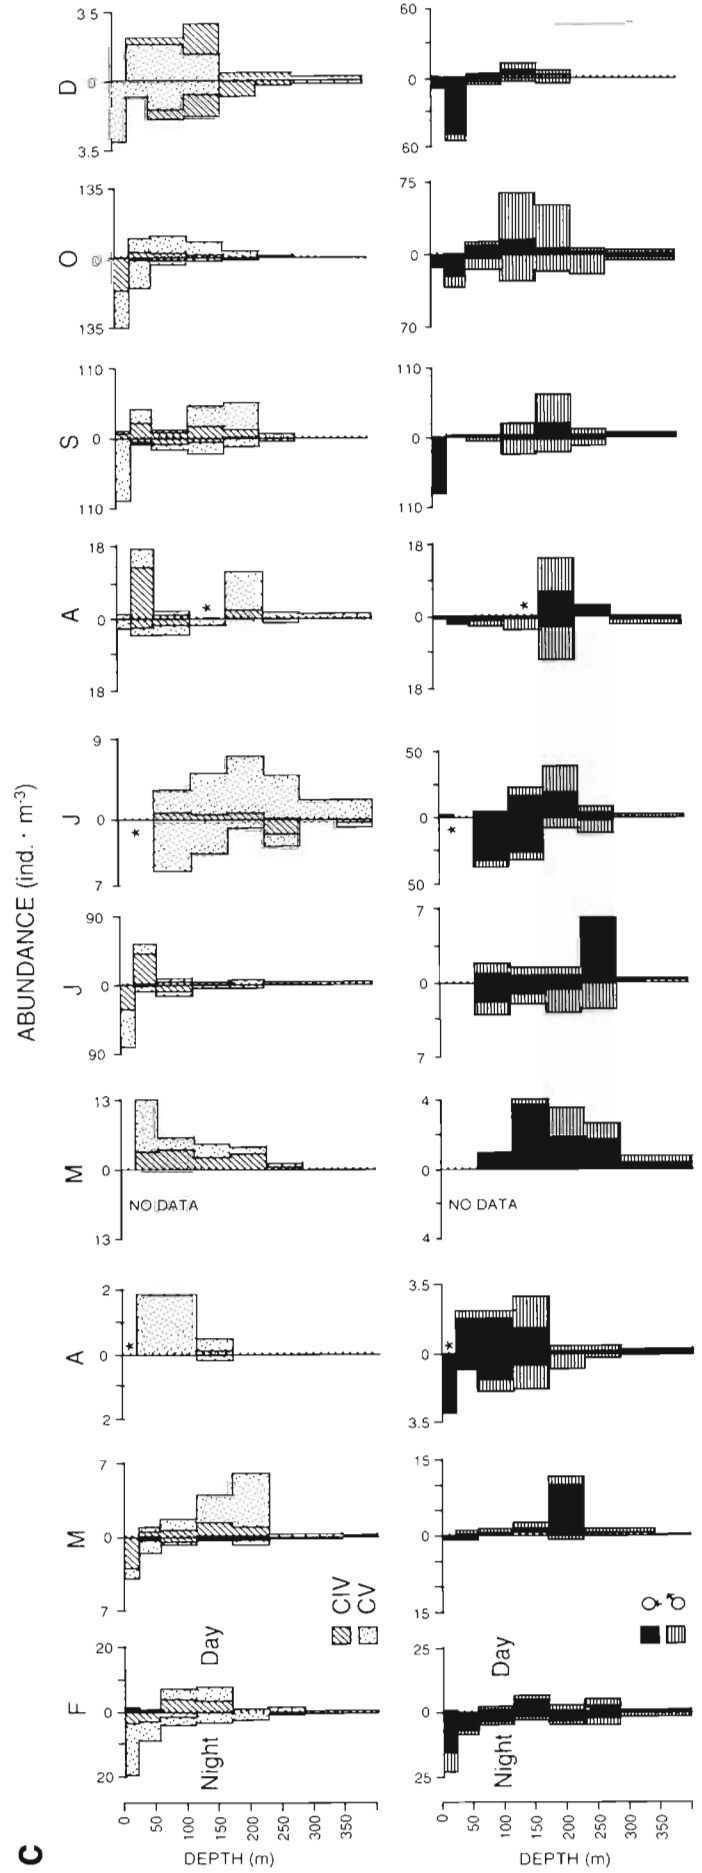 C
ABUNDANCE (ind. · m⁻³)
F M A M J J A S O D
20 0 20 7 0 7 2 0 2 13 0 13 90 0 90 7 0 9 18 0 18 110 0 110 135 0 135 3.5 0 3.5
DEPTH (m)
0
50
100
150
200
250
300
350
Night Day
NO DATA
*
*
*
CIV
CV
25 0 25 15 0 15 3.5 0 3.5 4 0 4 7 0 7 50 0 50 18 0 18 110 0 110 70 0 75 60 0 60
DEPTH (m)
0
50
100
150
200
250
300
350
Night Day
NO DATA
*
*
*
♀
♂